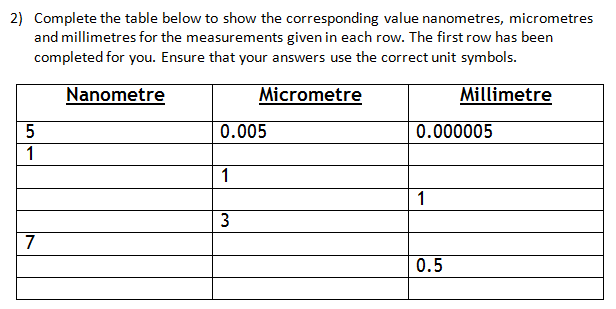 2) Complete the table below to show the corresponding value nanometres, micrometres
and millimetres for the measurements given in each row. The first row has been
completed for you. Ensure that your answers use the correct unit symbols.
Nanometre Micrometre Millimetre
5 0.005 0.000005
1
1
1
3
7
0.5